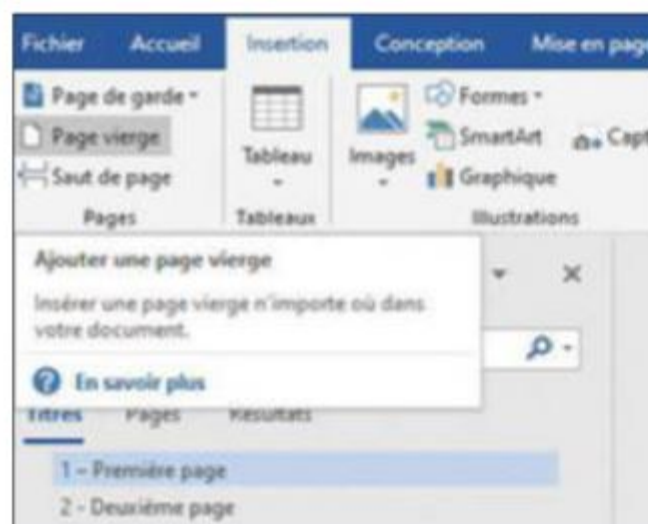 Fichier Accueil Insertion Conception Mise en page
Page de garde
Page vierge
Saut de page
Pages
Tableau
Tableaux
Images
Formes
SmartArt
Graphique
Capt
Illustrations
Ajouter une page vierge
Insérer une page vierge n'importe où dans
votre document.
En savoir plus
Titres Pages Résultats
1 – Première page
2 - Deuxième page